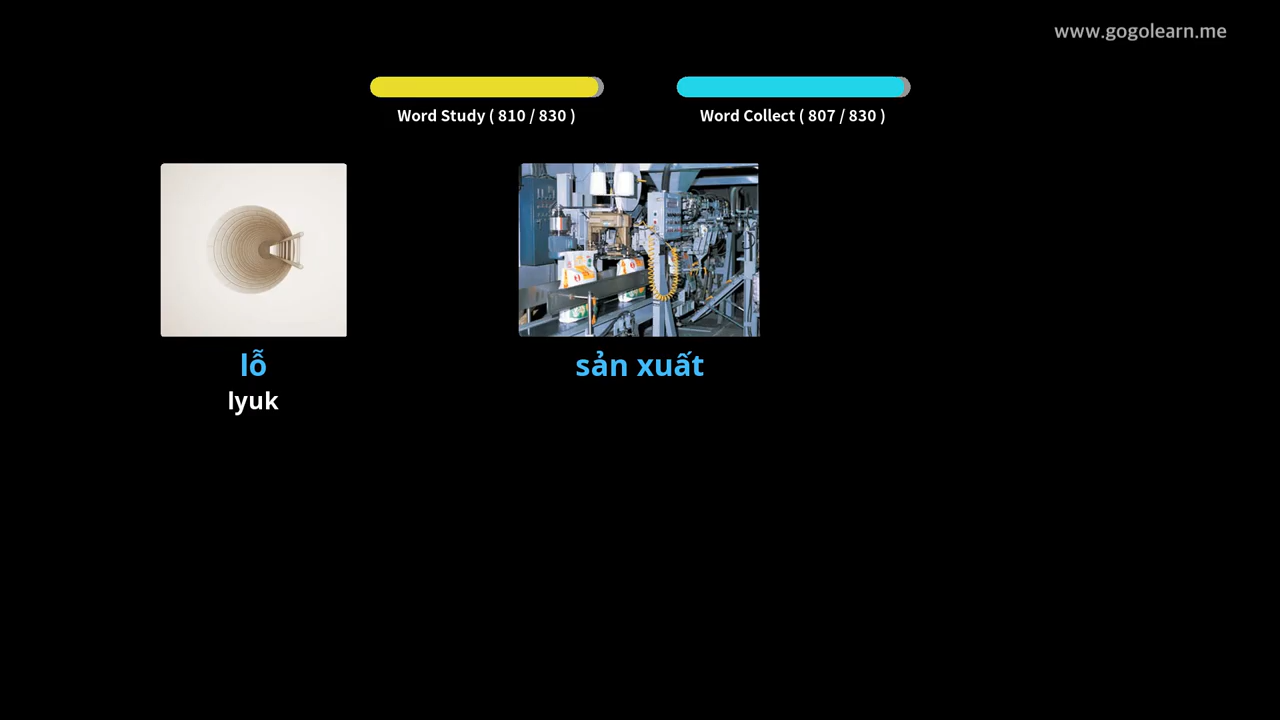 www.gogolearn.me
Word Study ( 810 / 830 )
Word Collect ( 807 / 830 )
lỗ
lyuk
sản xuất